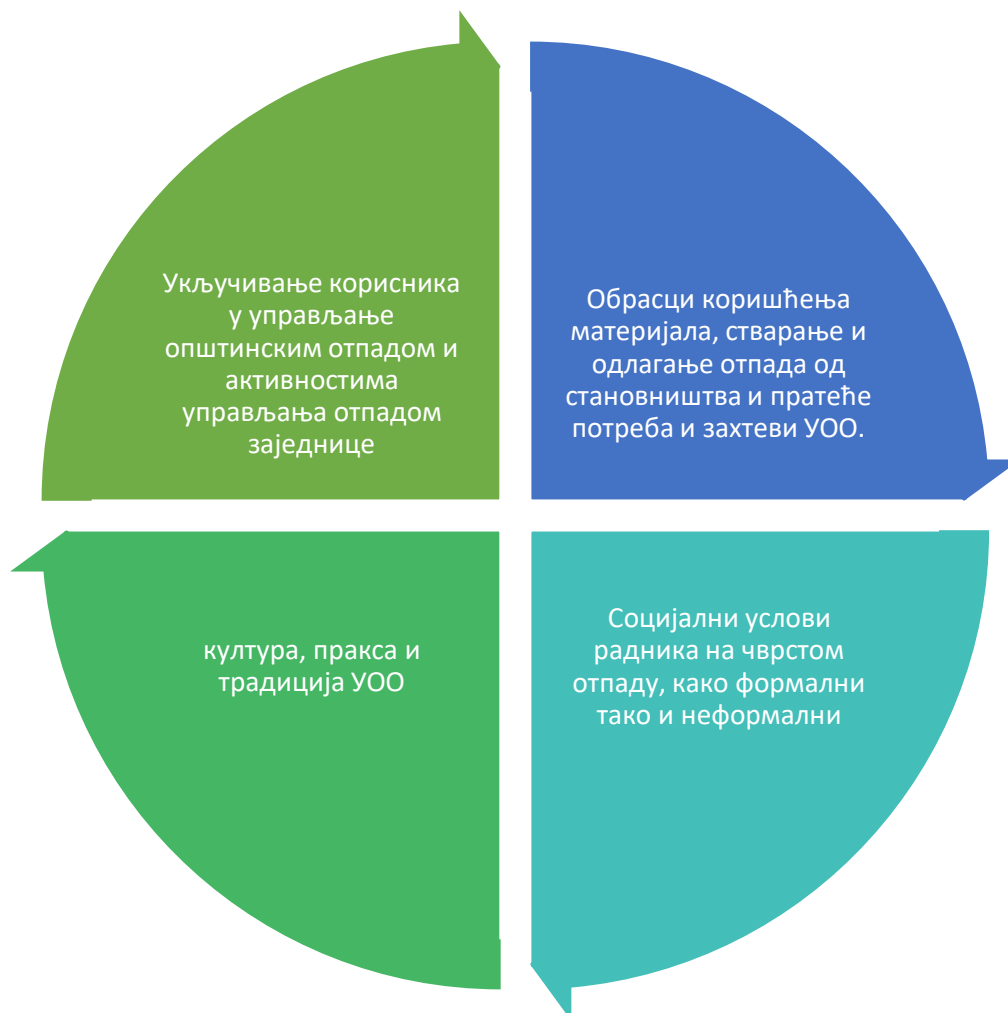 Укључивање корисника
у управљање
општинским отпадом и
активностима
управљања отпадом
заједнице
Обрасци коришћења
материјала, стварање и
одлагање отпада од
становништва и пратеће
потреба и захтеви УОО.
култура, пракса и
традиција УОО
Социјални услови
радника на чврстом
отпаду, како формални
тако и неформални